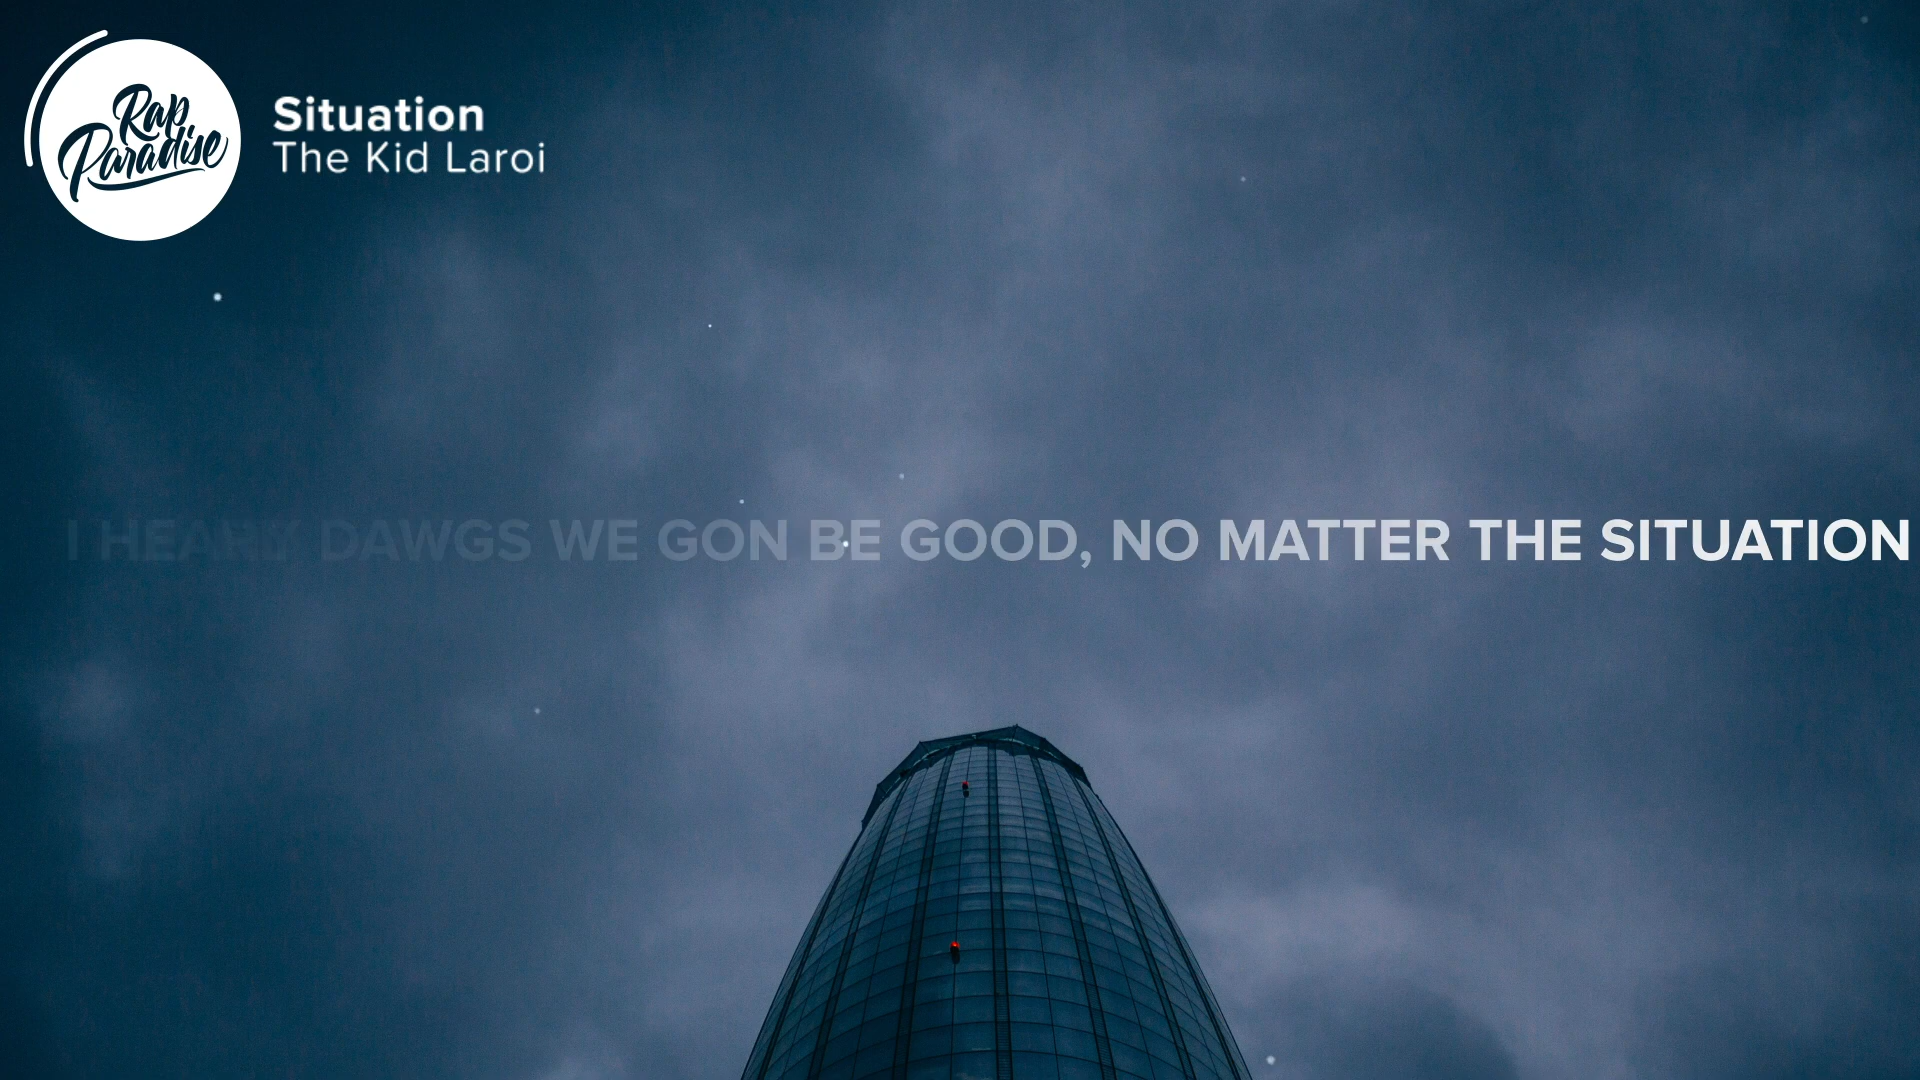 Rap
Paradise
Situation
The Kid Laroi
DAWGS WE GON BE GOOD, NO MATTER THE SITUATION